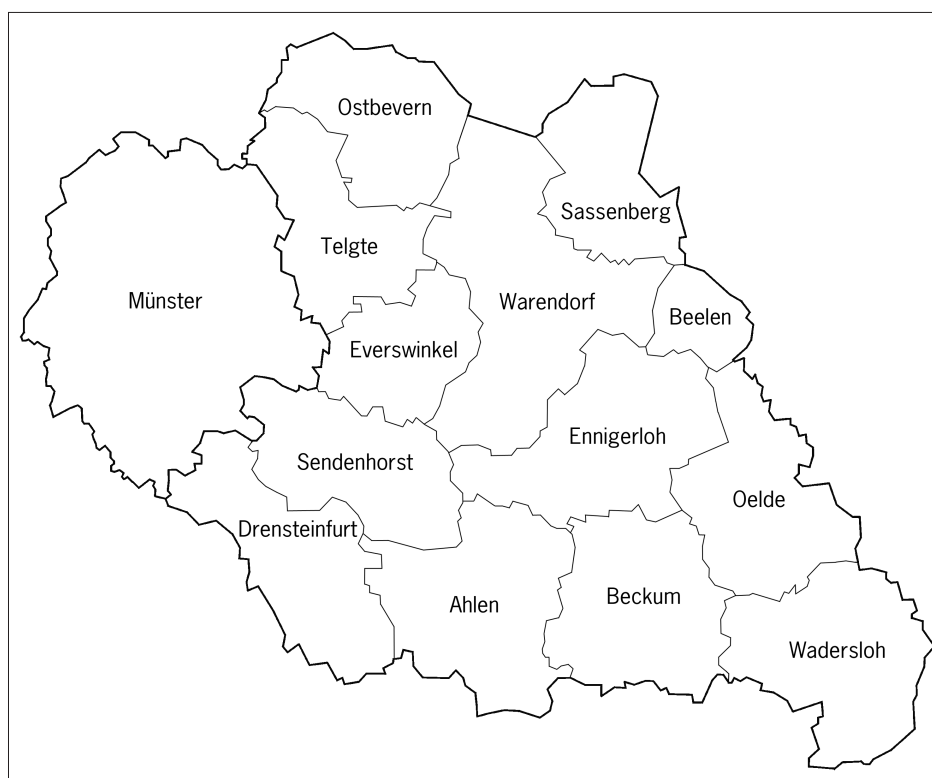 Ostbevern
Sassenberg
Telgte
Münster
Warendorf
Beelen
Everswinkel
Ennigerloh
Sendenhorst
Oelde
Drensteinfurt
Ahlen
Beckum
Wadersloh